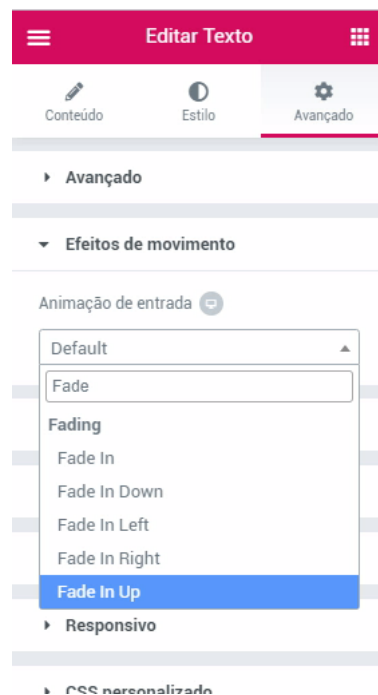 Editar Texto
Conteúdo Estilo Avançado
Avançado
Efeitos de movimento
Animação de entrada
Default
Fade
Fading
Fade In
Fade In Down
Fade In Left
Fade In Right
Fade In Up
Responsivo
CSS personalizado